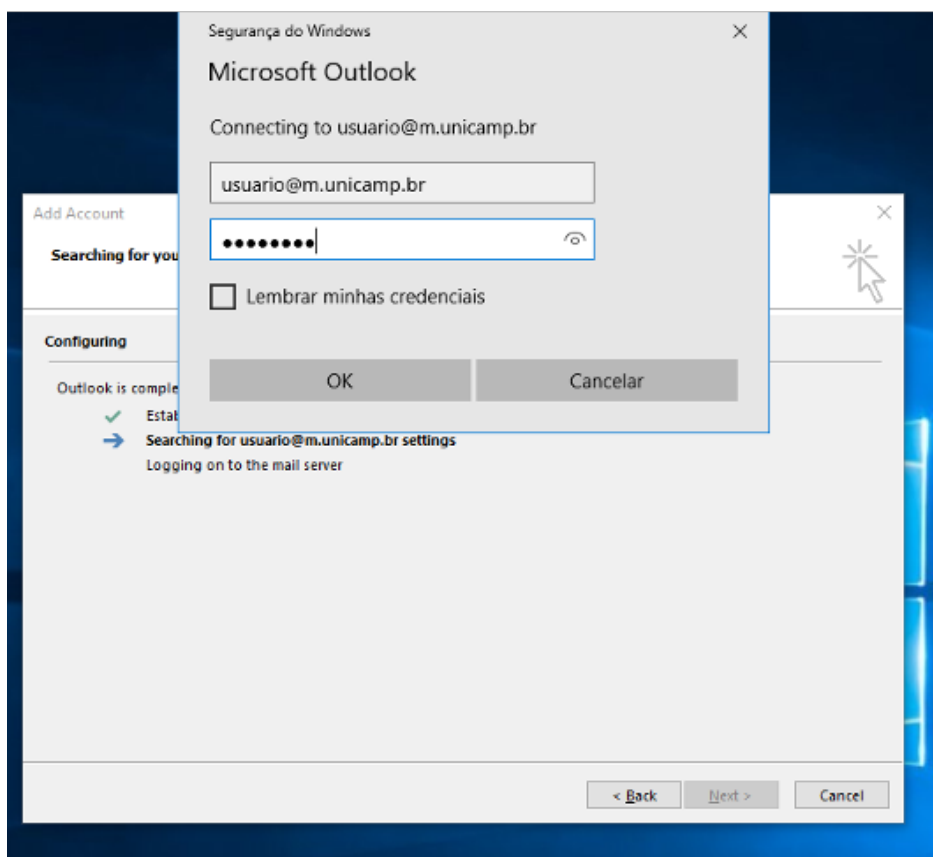 Segurança do Windows
Microsoft Outlook
Connecting to usuario@m.unicamp.br
usuario@m.unicamp.br
Lembrar minhas credenciais
OK Cancelar
Add Account
Searching for you
Configuring
Outlook is comple
Estab
Searching for usuario@m.unicamp.br settings
Logging on to the mail server
< Back Next > Cancel